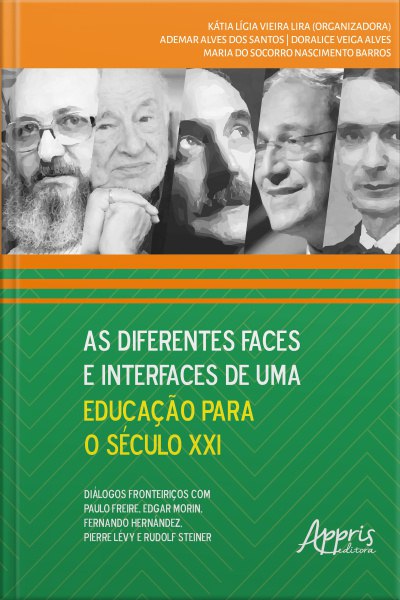 KÁTIA LÍGIA VIEIRA LIRA (ORGANIZADORA)
ADEMAR ALVES DOS SANTOS | DORALICE VEIGA ALVES
MARIA DO SOCORRO NASCIMENTO BARROS
AS DIFERENTES FACES
E INTERFACES DE UMA
EDUCAÇÃO PARA
O SÉCULO XXI
DIÁLOGOS FRONTEIRIÇOS COM
PAULO FREIRE, EDGAR MORIN,
FERNANDO HERNÁNDEZ,
PIERRE LÉVY E RUDOLF STEINER
Appris
editora